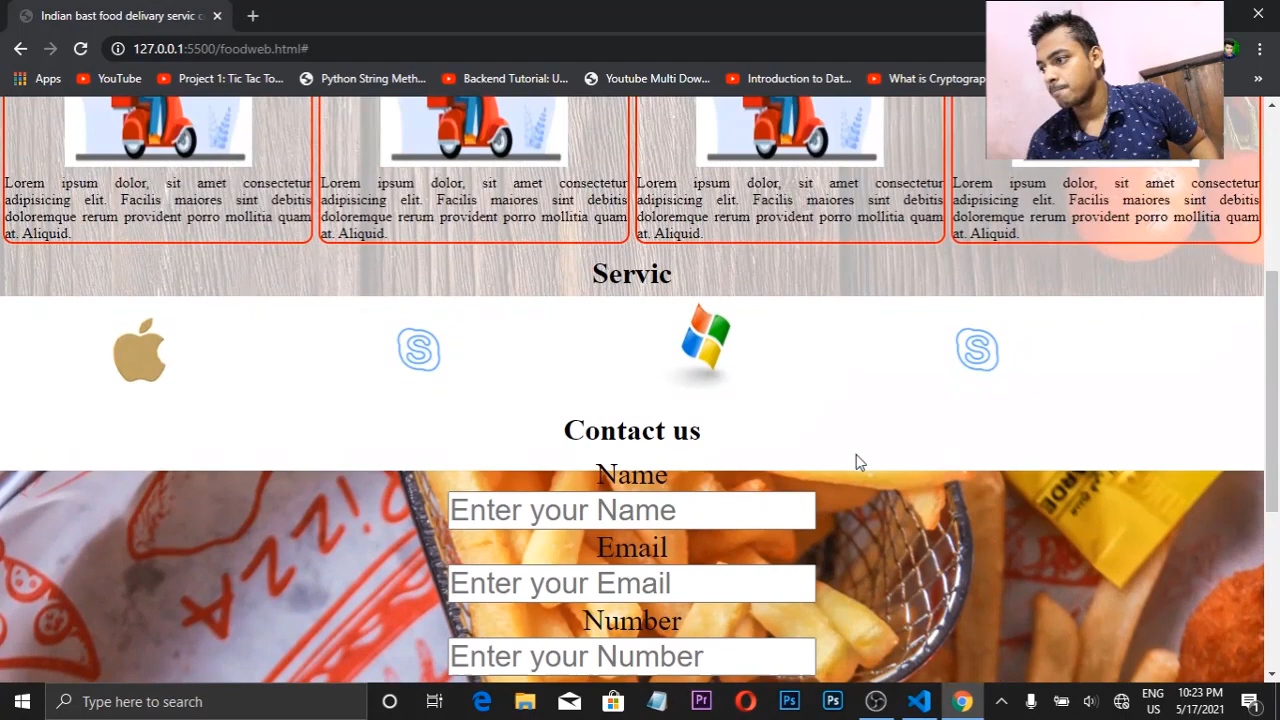 Indian bast food delivery servic c
127.0.0.1:5500/foodweb.html#
Apps YouTube Project 1: Tic Tac To... Python String Meth... Backend Tutorial: U... Youtube Multi Dow... Introduction to Dat... What is Cryptograp »
Lorem ipsum dolor, sit amet consectetur
adipisicing elit. Facilis maiores sint debitis
doloremque rerum provident porro mollitia quam
at. Aliquid.
Lorem ipsum dolor, sit amet consectetur
adipisicing elit. Facilis maiores sint debitis
doloremque rerum provident porro mollitia quam
at. Aliquid.
Lorem ipsum dolor, sit amet consectetur
adipisicing elit. Facilis maiores sint debitis
doloremque rerum provident porro mollitia quam
at. Aliquid.
Lorem ipsum dolor, sit amet consectetur
adipisicing elit. Facilis maiores sint debitis
doloremque rerum provident porro mollitia quam
at. Aliquid.
Servic
Contact us
Name
Enter your Name
Email
Enter your Email
Number
Enter your Number
Type here to search
Pr
Ps
Ps
ENG
US
10:23 PM
5/17/2021